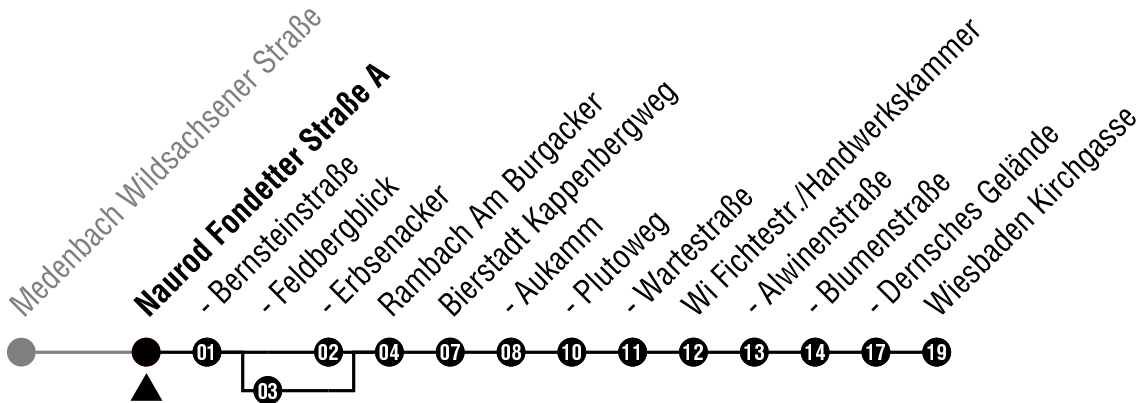 Medenbach Wildsachsener Straße
Naurod Fondetter Straße A
- Bernsteinstraße
- Feldbergblick
- Erbsenacker
Rambach Am Burgacker
Bierstadt Kappenbergweg
- Aukamm
- Plutoweg
- Wartestraße
Wi Fichtestr./Handwerkskammer
- Alwinenstraße
- Blumenstraße
- Dernsches Gelände
Wiesbaden Kirchgasse
01 02 04 07 08 10 11 12 13 14 17 19
03